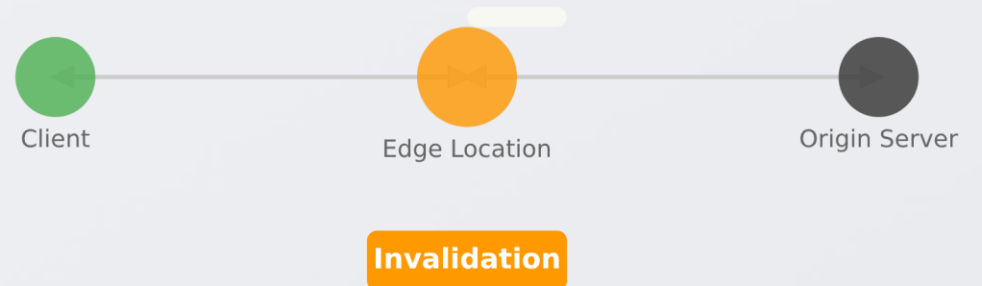 Client
Edge Location
Origin Server
Invalidation